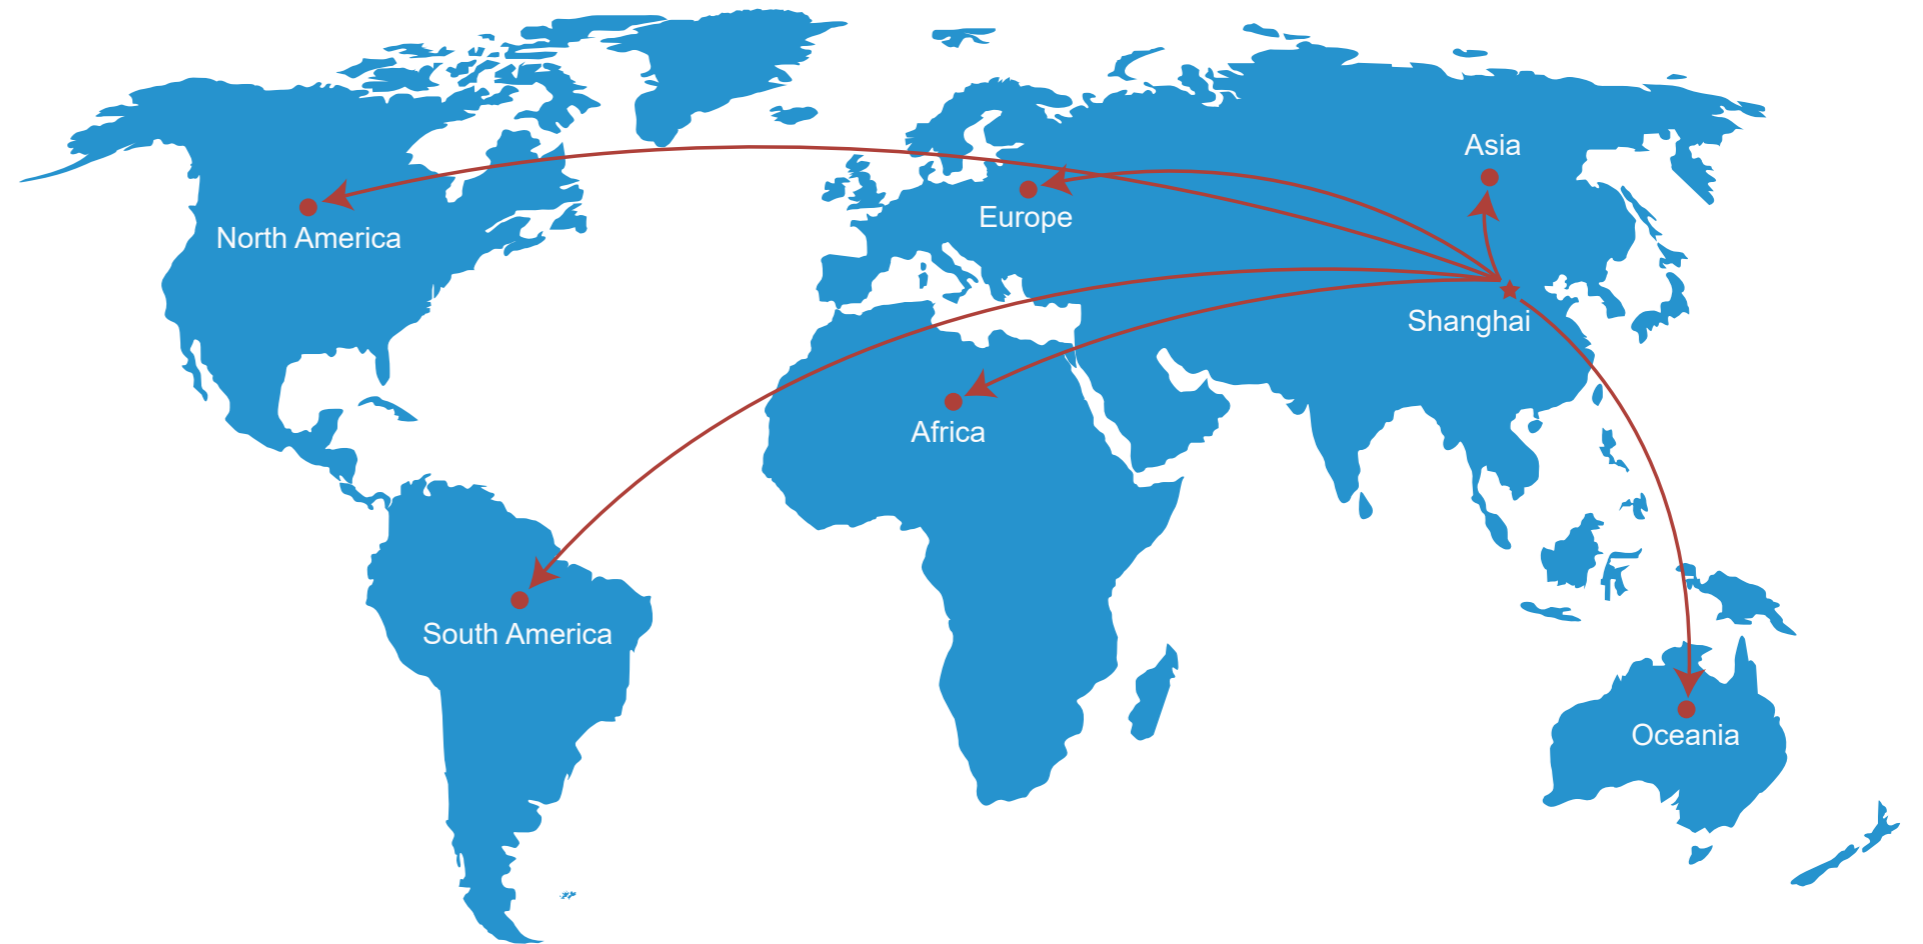 Asia
Europe
North America
Shanghai
Africa
South America
Oceania